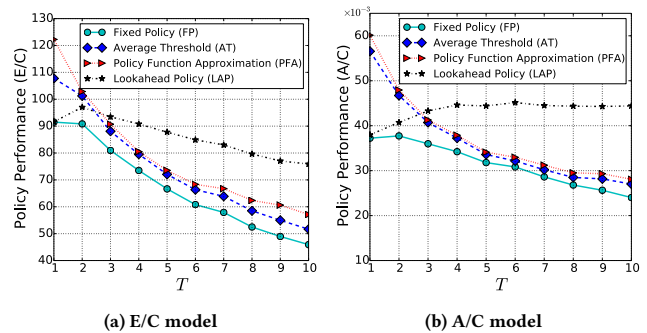 Policy Performance (E/C)
130
120
110
100
90
80
70
60
50
40
Fixed Policy (FP)
Average Threshold (AT)
Policy Function Approximation (PFA)
Lookahead Policy (LAP)
1 2 3 4 5 6 7 8 9 10
T
(a) E/C model
Policy Performance (A/C)
×10⁻³
60
50
40
30
20
10
Fixed Policy (FP)
Average Threshold (AT)
Policy Function Approximation (PFA)
Lookahead Policy (LAP)
1 2 3 4 5 6 7 8 9 10
T
(b) A/C model